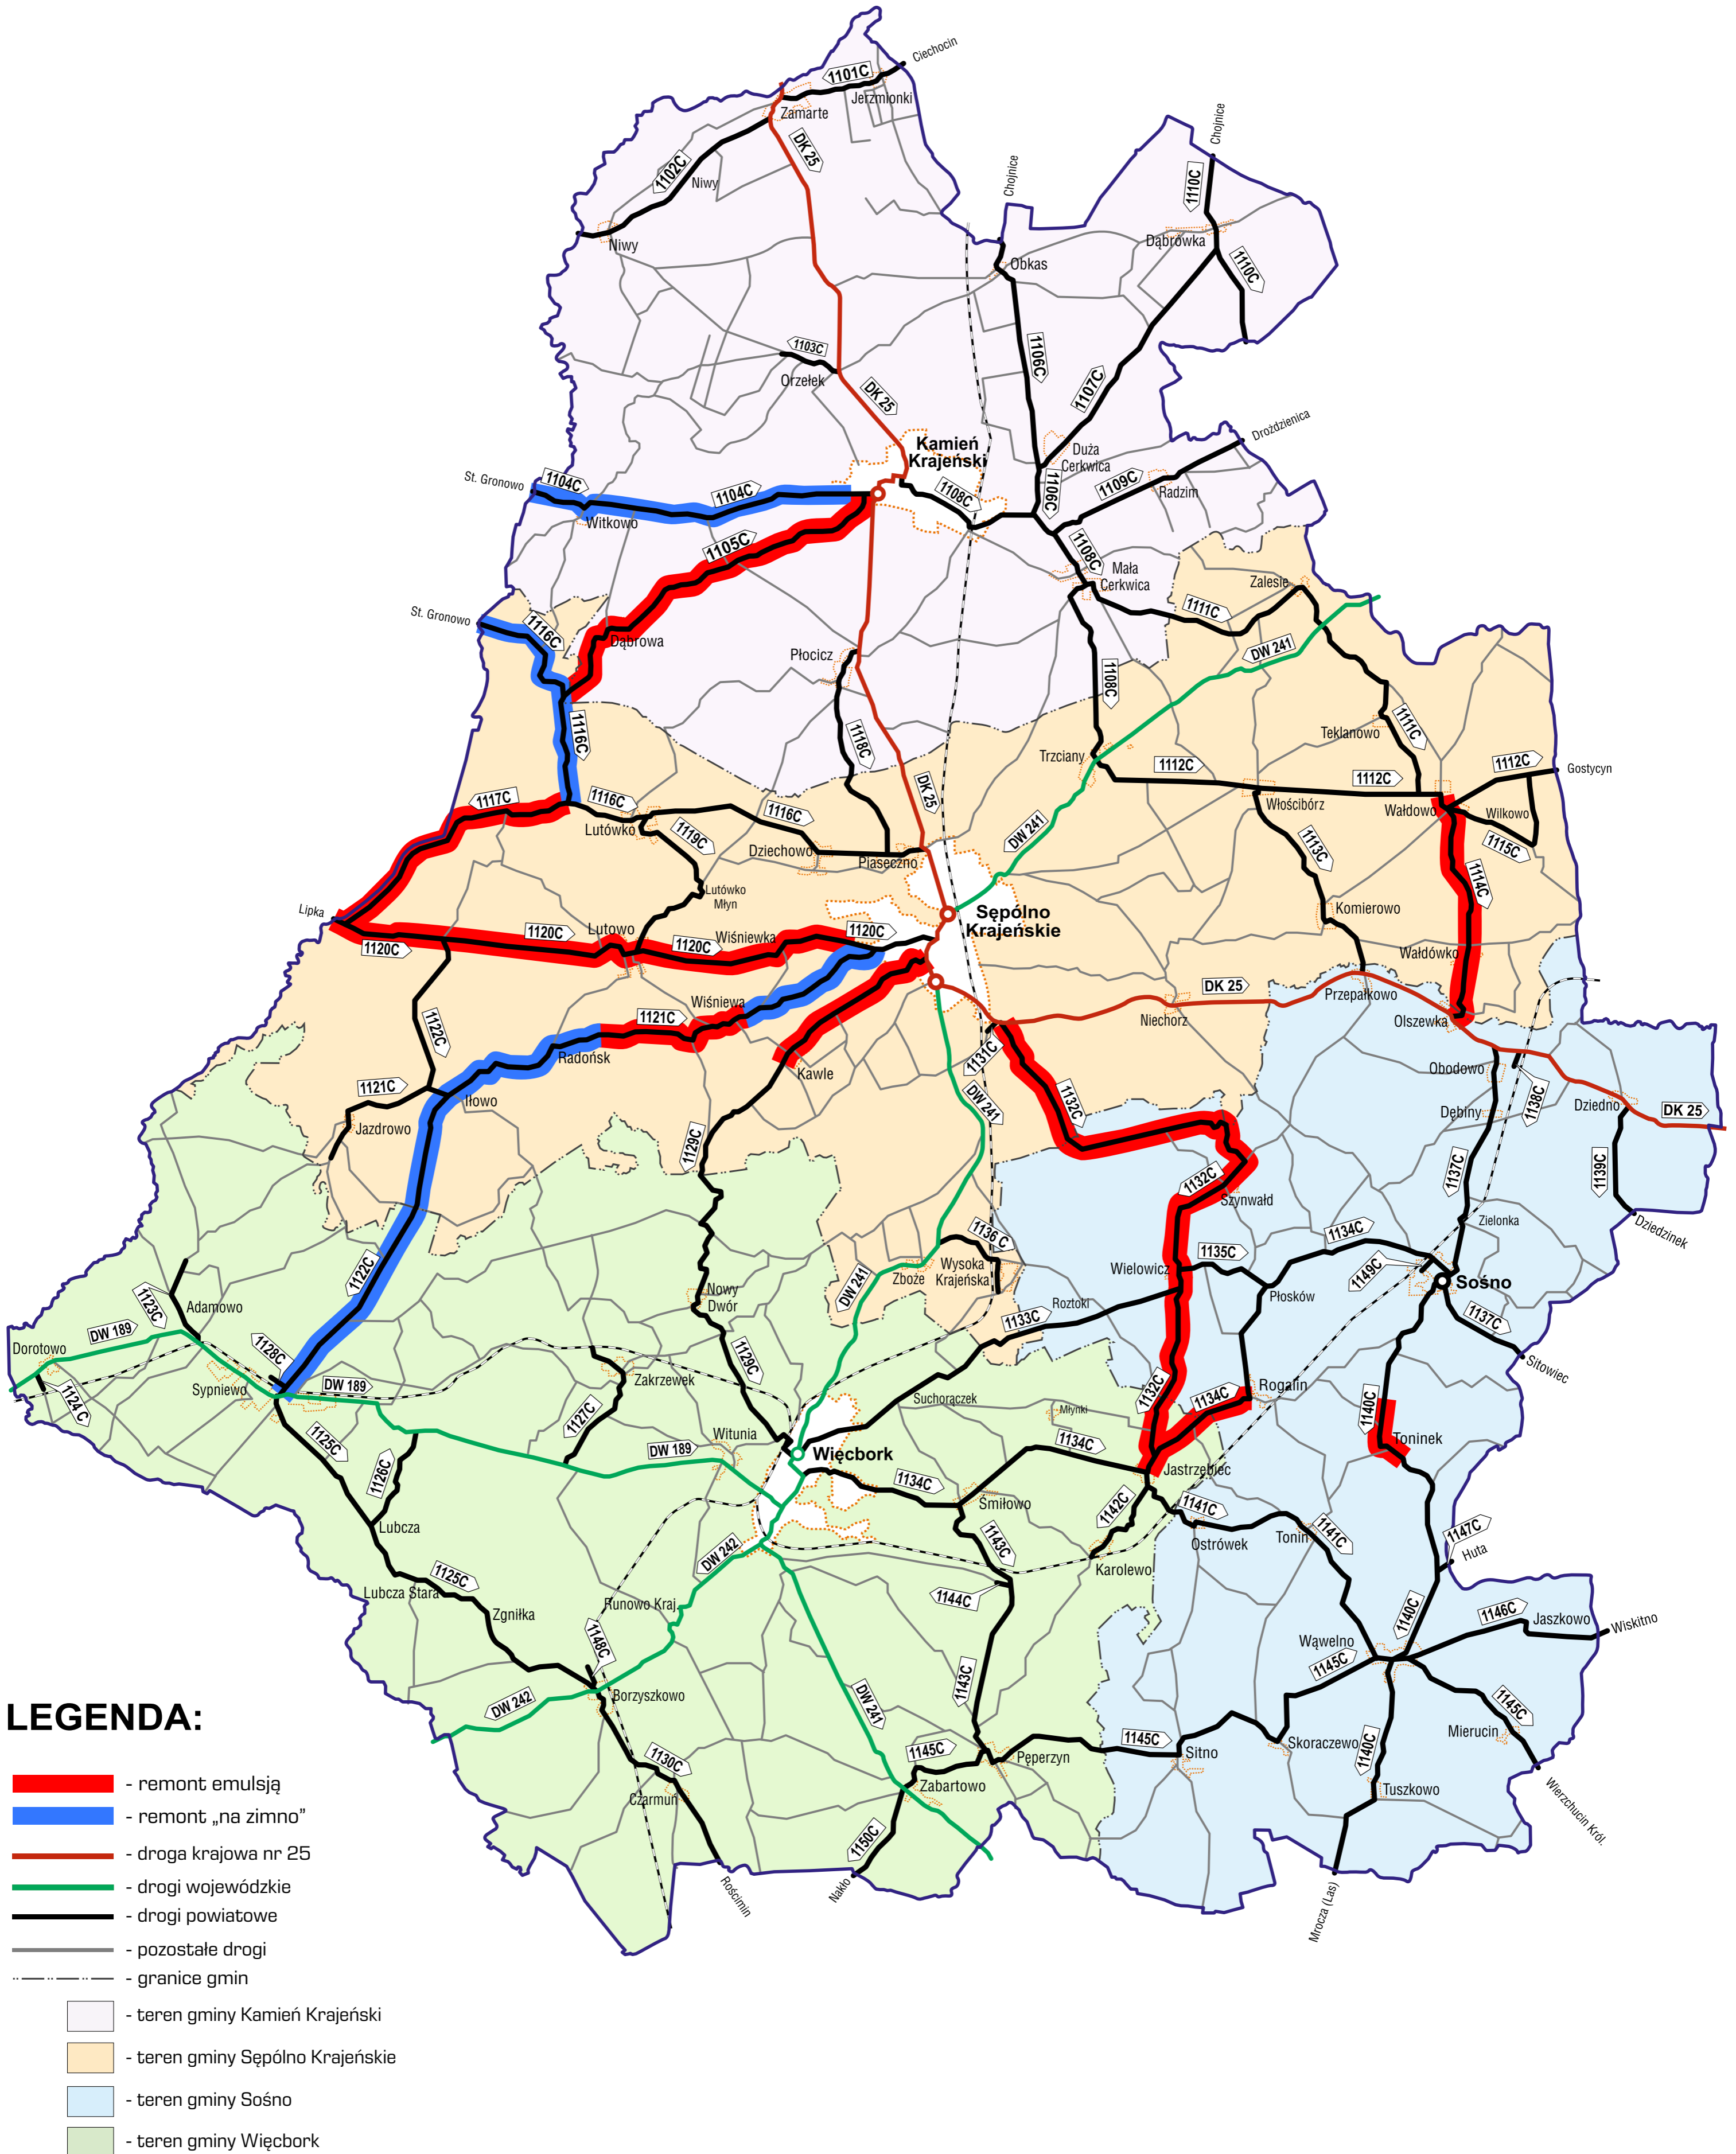 Ciechocin
1101C
Jerzmionki
Zamarte
DK 25
1102C
Niwy
Niwy
Chojnice
Chojnice
1110C
Dąbrówka
1110C
Obkas
1106C
1107C
1103C
Orzełek
DK 25
Kamień
Krajeński
Duża
Cerkwica
Drożdzienica
St. Gronowo
1104C
1104C
Witkowo
1108C
1106C
1109C
Radzim
1105C
1108C
Mała
Cerkwica
Zalesie
1111C
St. Gronowo
1116C
Dąbrowa
Płocicz
DW 241
1108C
1116C
1118C
DK 25
Teklanowo
1111C
Trzciany
1112C
1112C
1112C
Gostycyn
1117C
1116C
Lutówko
1116C
1119C
Dziechowo
Piaseczno
DW 241
Włościbórz
Wałdowo
Wilkowo
1115C
1113C
1114C
Lutówko
Młyn
Lipka
1120C
1120C
Lutowo
1120C
Wiśniewka
1120C
Sępólno
Krajeńskie
Komierowo
Wałdówko
1122C
1121C
Wiśniewa
DK 25
Niechorz
Przepałkowo
Olszewka
Radońsk
Kawle
1131C
1121C
Iłowo
Jazdrowo
DW 241
1132C
Obodowo
1138C
Dębiny
Dziedno
DK 25
1129C
1137C
1139C
1132C
Szynwałd
Zielonka
Dziedzinek
1122C
1136 C
Wysoka
Krajeńska
Zboże
DW 241
1134C
1135C
Wielowicz
1149C
Sośno
Płosków
1137C
Sitowiec
1123C
Adamowo
Nowy
Dwór
Roztoki
1133C
Dorotowo
DW 189
1128C
1129C
Sypniewo
DW 189
1124 C
Zakrzewek
Suchorączek
1132C
1134C
Rogalin
Młynki
1140C
Toninek
1125C
1127C
1126C
Witunia
DW 189
Więcbork
1134C
1134C
Jastrzębiec
Śmiłowo
1142C
1141C
Ostrówek
Tonin
1141C
1147C
Huta
Lubcza
DW 242
1143C
Karolewo
1125C
Lubcza Stara
Zgniłka
Runowo Kraj.
1144C
1140C
1146C
Jaszkowo
Wiskitno
1148C
Wąwelno
1145C
1143C
LEGENDA:
Borzyszkowo
DW 242
DW 241
1145C
Mierucin
1145C
1145C
Sitno
Skoraczewo
1140C
Pęperzyn
1130C
Zabartowo
Tuszkowo
Wierzchucin Król.
Czarmuń
1150C
Nakło
Rościmin
Mrocza (Las)
- remont emulsją
- remont „na zimno”
- droga krajowa nr 25
- drogi wojewódzkie
- drogi powiatowe
- pozostałe drogi
- granice gmin
- teren gminy Kamień Krajeński
- teren gminy Sępólno Krajeńskie
- teren gminy Sośno
- teren gminy Więcbork